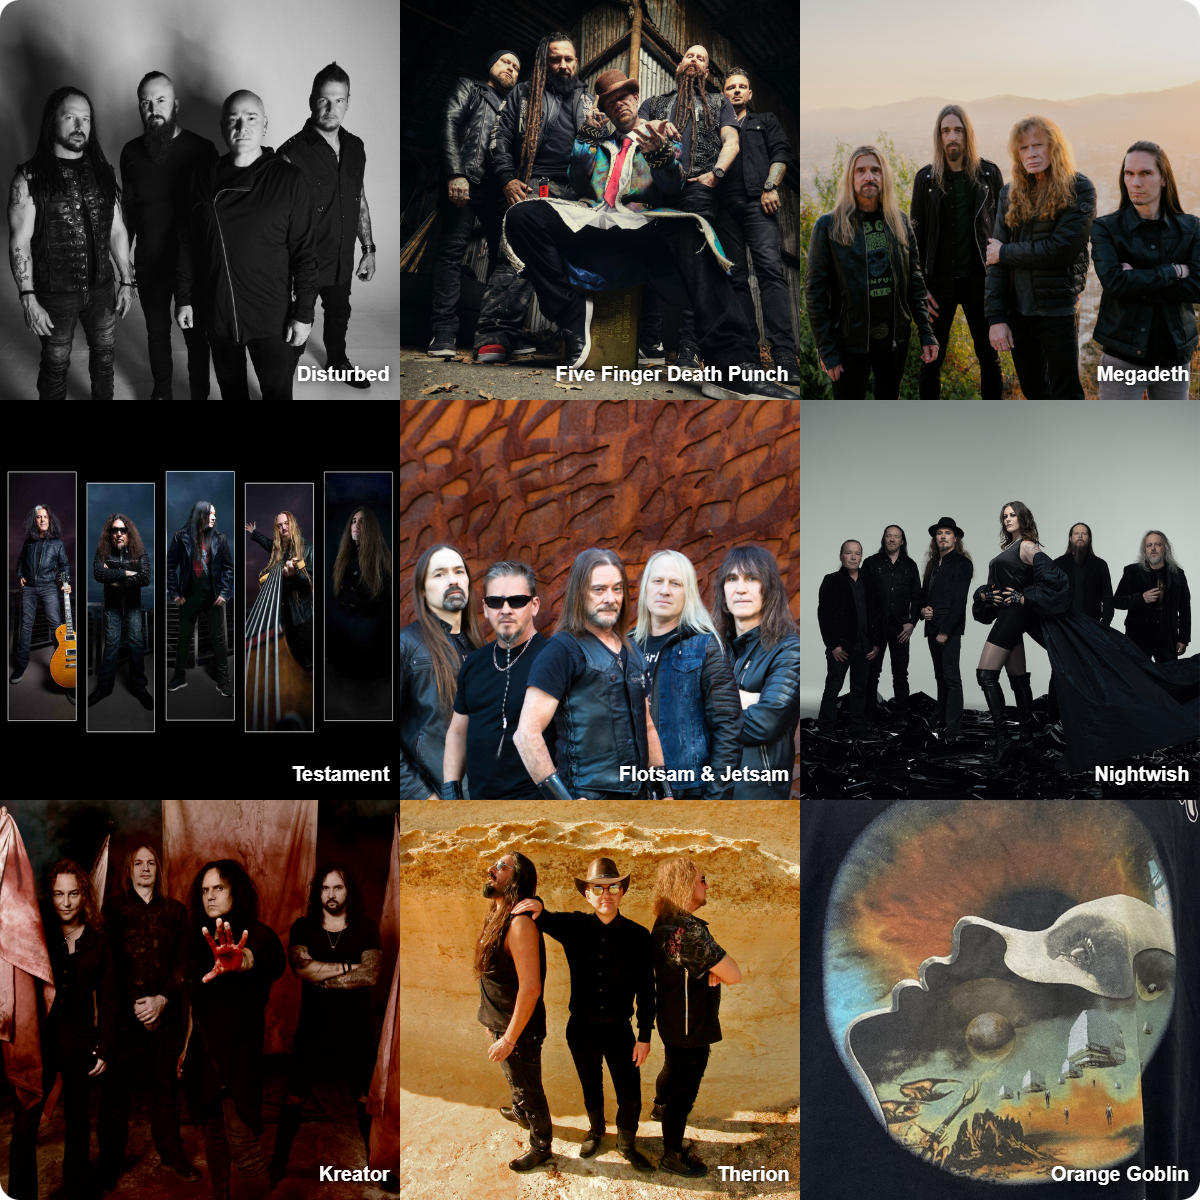 Disturbed
Five Finger Death Punch
Megadeth
Testament
Flotsam & Jetsam
Nightwish
Kreator
Therion
Orange Goblin